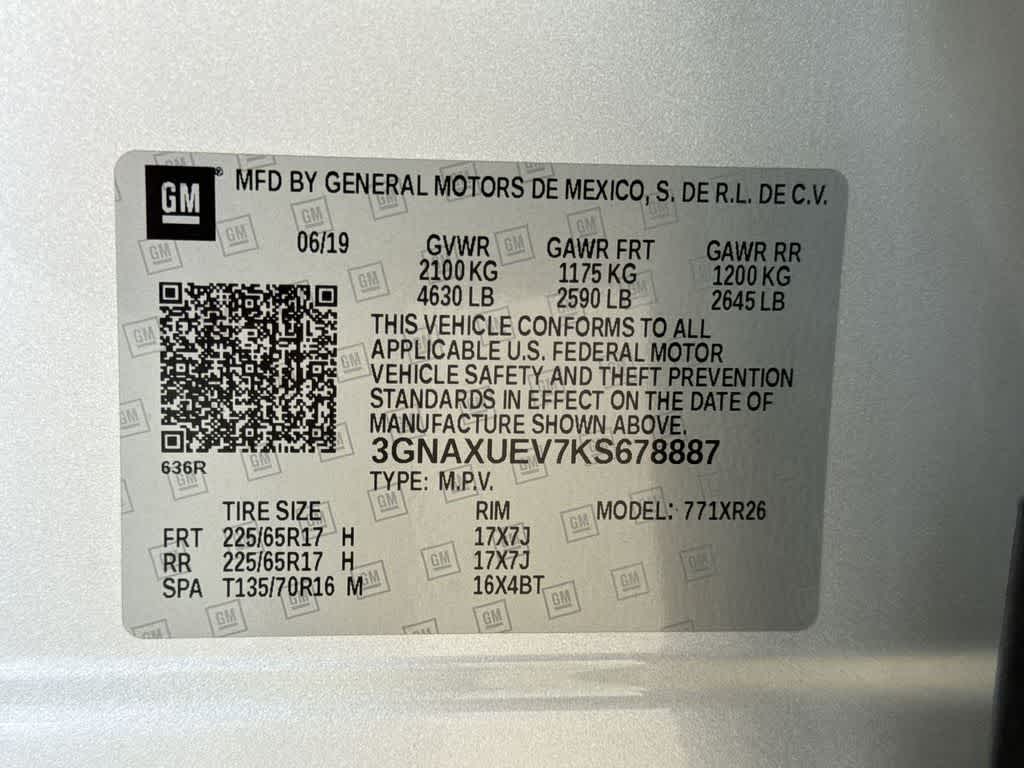 GM ® MFD BY GENERAL MOTORS DE MEXICO, S. DE R.L. DE C.V.
06/19 GVWR GAWR FRT GAWR RR
2100 KG 1175 KG 1200 KG
4630 LB 2590 LB 2645 LB
THIS VEHICLE CONFORMS TO ALL
APPLICABLE U.S. FEDERAL MOTOR
VEHICLE SAFETY AND THEFT PREVENTION
STANDARDS IN EFFECT ON THE DATE OF
MANUFACTURE SHOWN ABOVE.
3GNAXUEV7KS678887
636R
TYPE: M.P.V.
TIRE SIZE RIM MODEL: 771XR26
FRT 225/65R17 H 17X7J
RR 225/65R17 H 17X7J
SPA T135/70R16 M 16X4BT